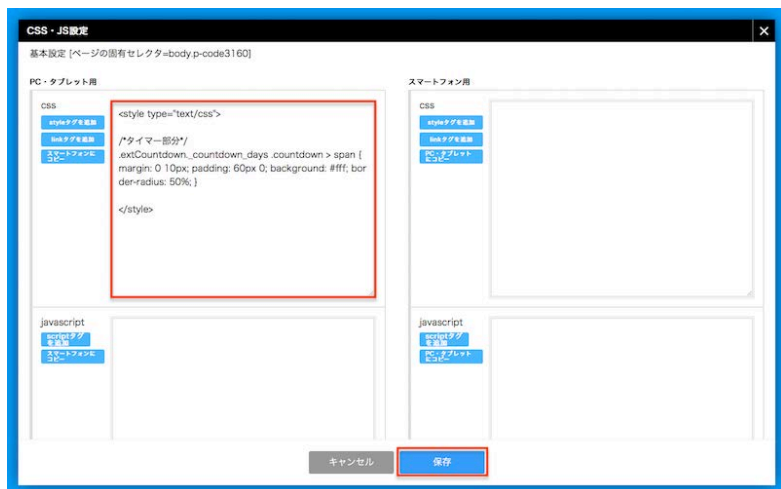 CSS・JS設定
×
基本設定 [ページの固有セレクタ=body.p-code3160]
PC・タブレット用
css
styleタグを追加
linkタグを追加
スマートフォンに
コピー
<style type="text/css">
/*タイマー部分*/
.extCountdown._countdown_days .countdown > span {
margin: 0 10px; padding: 60px 0; background: #fff; bor
der-radius: 50%; }
</style>
javascript
scriptタグ
を追加
スマートフォンに
コピー
スマートフォン用
css
styleタグを追加
linkタグを追加
PC・タブレット
にコピー
javascript
scriptタグ
を追加
PC・タブレット
にコピー
キャンセル
保存